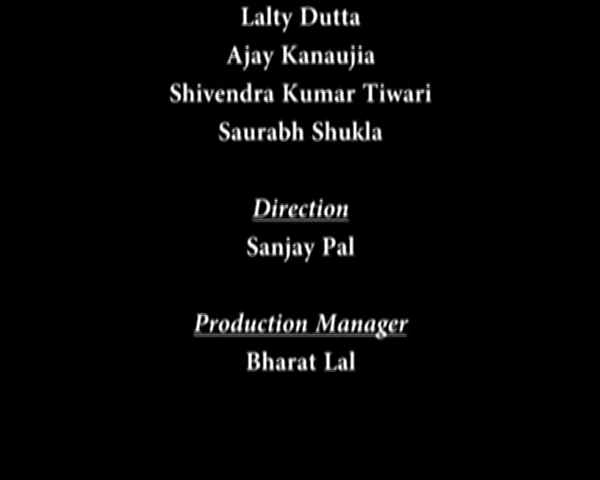 Lalty Dutta
Ajay Kanaujia
Shivendra Kumar Tiwari
Saurabh Shukla
Direction
Sanjay Pal
Production Manager
Bharat Lal